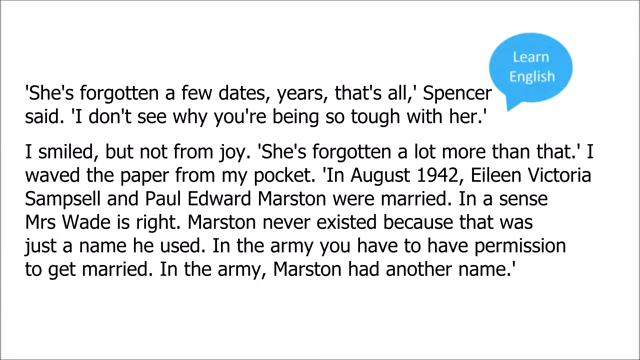 Learn
English
'She's forgotten a few dates, years, that's all,' Spencer
said. 'I don't see why you're being so tough with her.'
I smiled, but not from joy. 'She's forgotten a lot more than that.' I
waved the paper from my pocket. 'In August 1942, Eileen Victoria
Sampsell and Paul Edward Marston were married. In a sense
Mrs Wade is right. Marston never existed because that was
just a name he used. In the army you have to have permission
to get married. In the army, Marston had another name.'